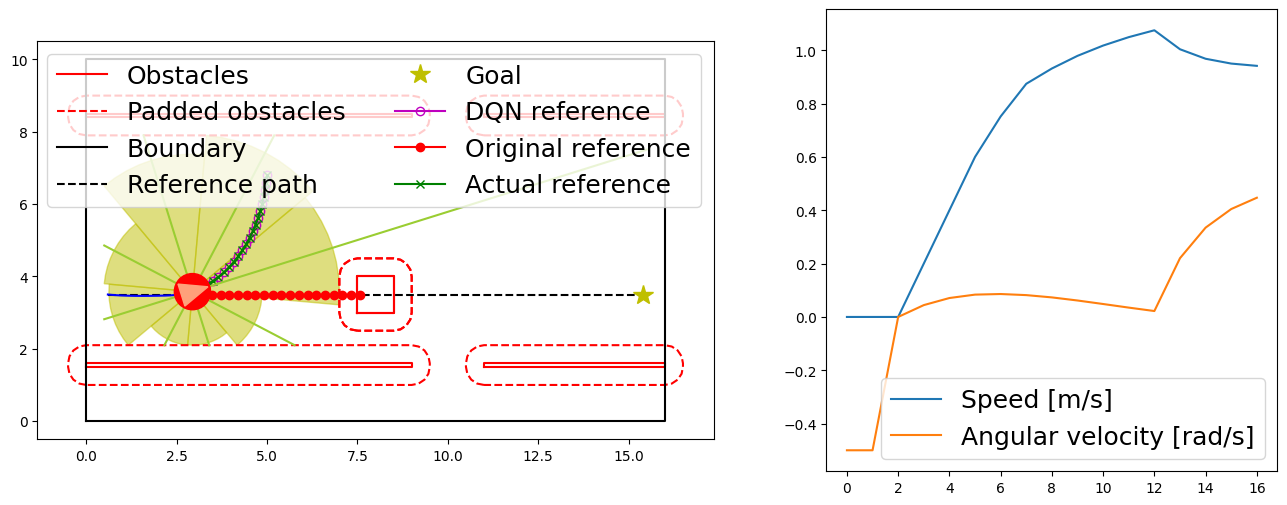 10
8
6
4
2
0
0.0 2.5 5.0 7.5 10.0 12.5 15.0
Obstacles
Padded obstacles
Boundary
Reference path
Goal
DQN reference
Original reference
Actual reference
1.0
0.8
0.6
0.4
0.2
0.0
−0.2
−0.4
0 2 4 6 8 10 12 14 16
Speed [m/s]
Angular velocity [rad/s]